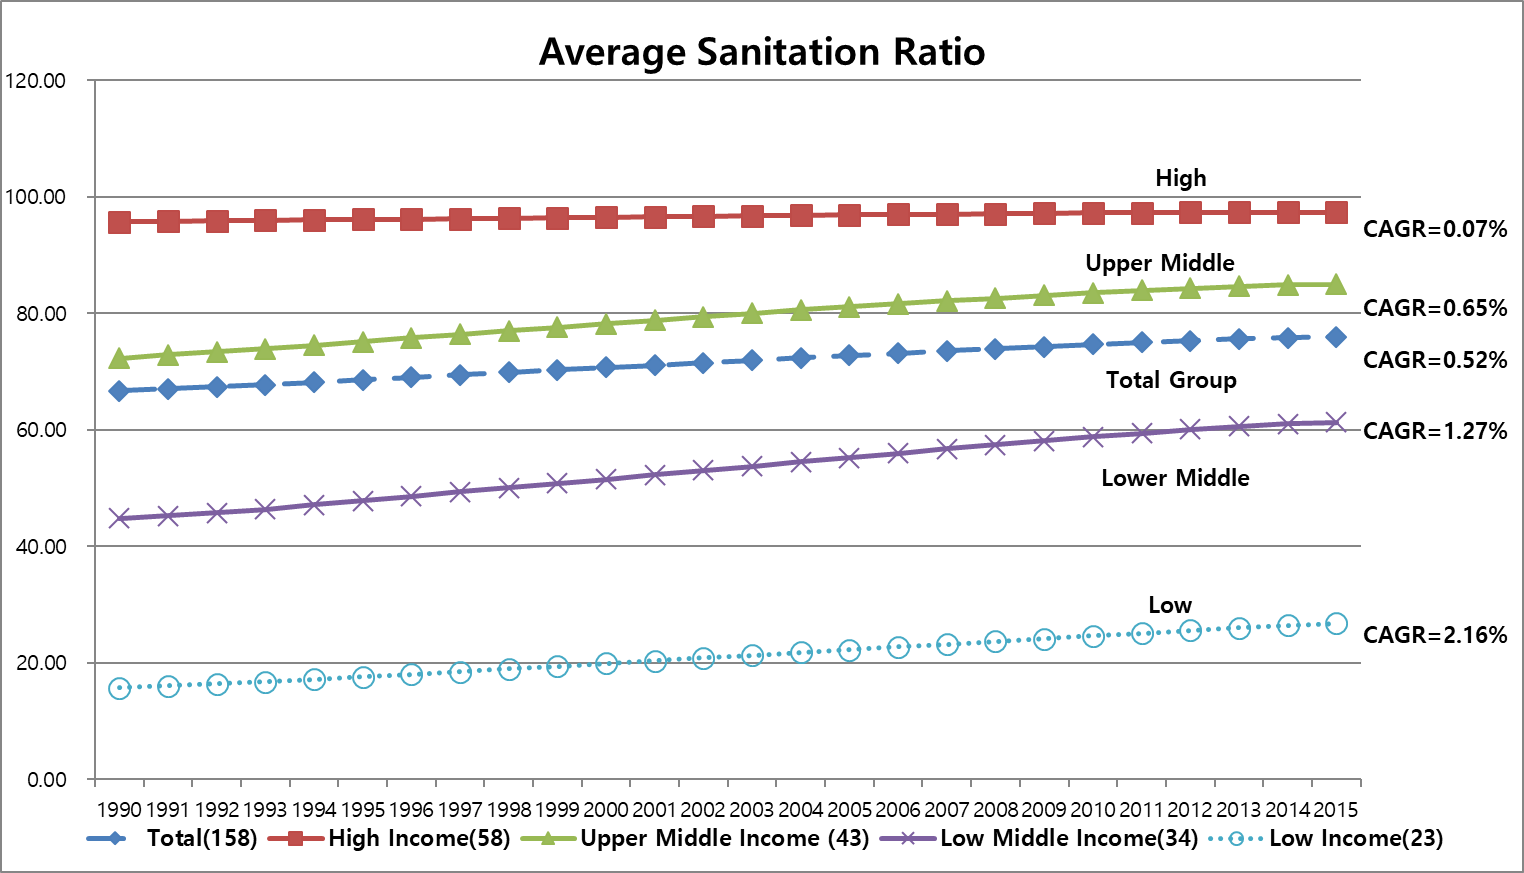 Average Sanitation Ratio
120.00
100.00
80.00
60.00
40.00
20.00
0.00
High
CAGR=0.07%
Upper Middle
CAGR=0.65%
CAGR=0.52%
Total Group
CAGR=1.27%
Lower Middle
Low
CAGR=2.16%
1990 1991 1992 1993 1994 1995 1996 1997 1998 1999 2000 2001 2002 2003 2004 2005 2006 2007 2008 2009 2010 2011 2012 2013 2014 2015
Total(158) High Income(58) Upper Middle Income (43) Low Middle Income(34) Low Income(23)